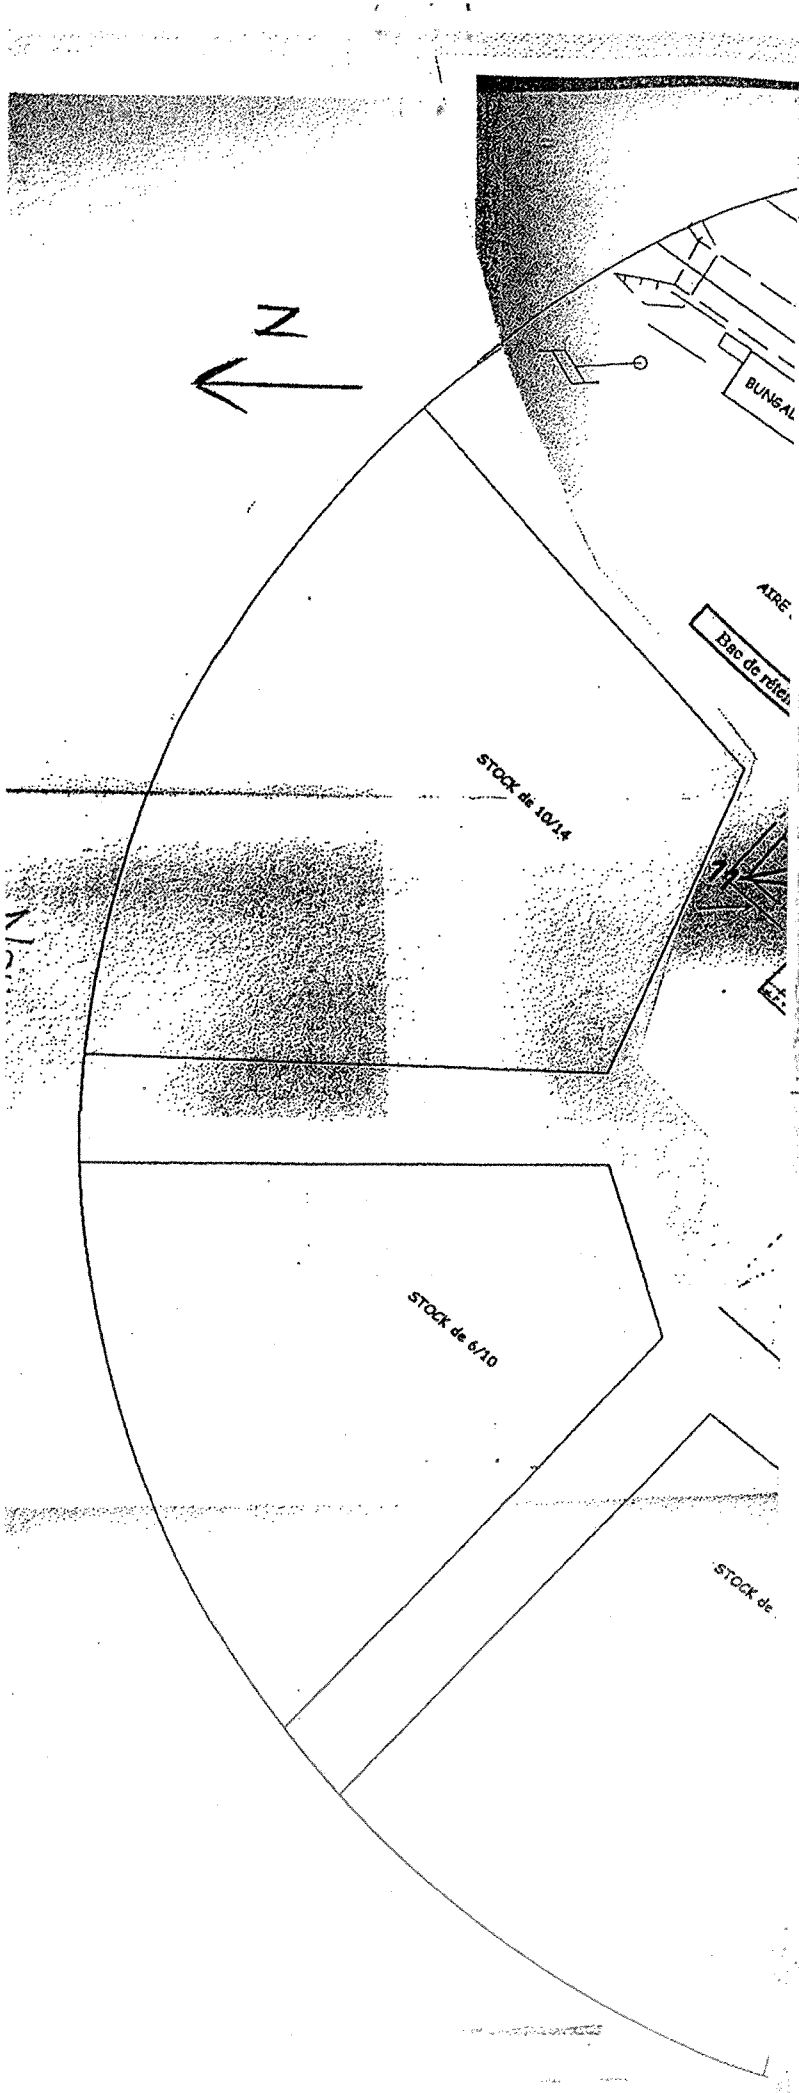 N
BUNGAL
AIRE
Bac de réten
STOCK de 10/14
STOCK de 6/10
STOCK de